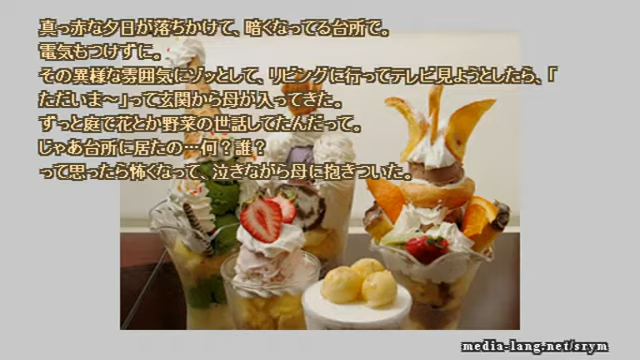 真っ赤な夕日が落ちかけて、暗くなってる台所で。
電気もつけずに。
その異様な雰囲気にゾッとして、リビングに行ってテレビ見ようとしたら、「
ただいま～」って玄関から母が入ってきた。
ずっと庭で花とか野菜の世話してたんだって。
じゃあ台所に居たの…何？誰？
って思ったら怖くなって、泣きながら母に抱きついた。
media-lang-net/srym